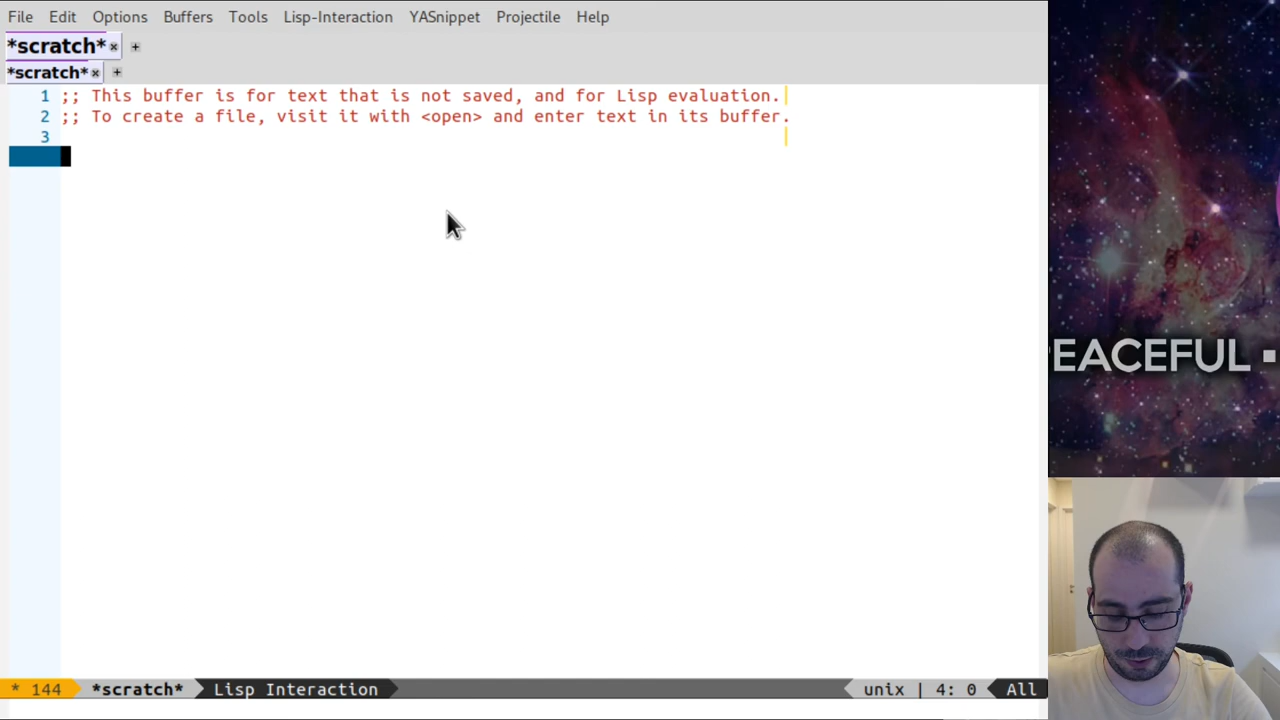 File Edit Options Buffers Tools Lisp-Interaction YASnippet Projectile Help
*scratch* × +
*scratch* × +
1 ;; This buffer is for text that is not saved, and for Lisp evaluation.
2 ;; To create a file, visit it with <open> and enter text in its buffer.
3
EACEFUL ▪
* 144 *scratch* Lisp Interaction unix | 4: 0 All